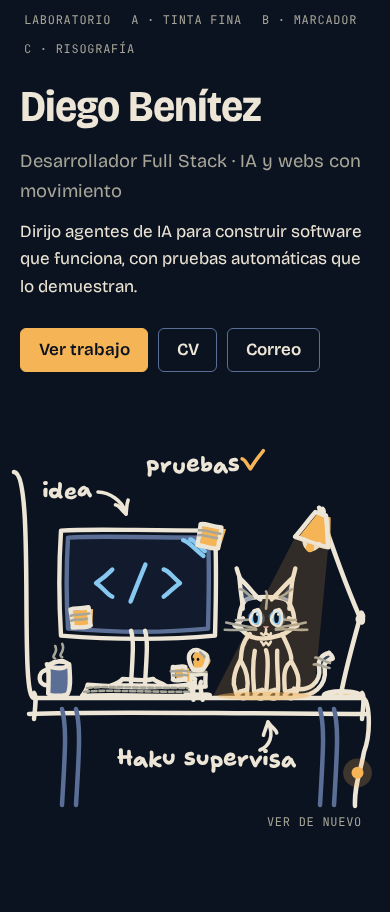 LABORATORIO A · TINTA FINA B · MARCADOR
C · RISOGRAFÍA
Diego Benítez
Desarrollador Full Stack · IA y webs con
movimiento
Dirijo agentes de IA para construir software
que funciona, con pruebas automáticas que
lo demuestran.
Ver trabajo CV Correo
pruebas✓
idea
< / >
Haku supervisa
VER DE NUEVO